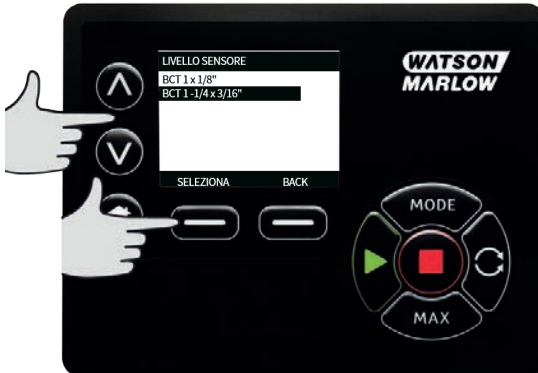 LIVELLO SENSORE
BCT 1 x 1/8"
BCT 1 -1/4 x 3/16"
SELEZIONA BACK
WATSON
MARLOW
MODE
MAX